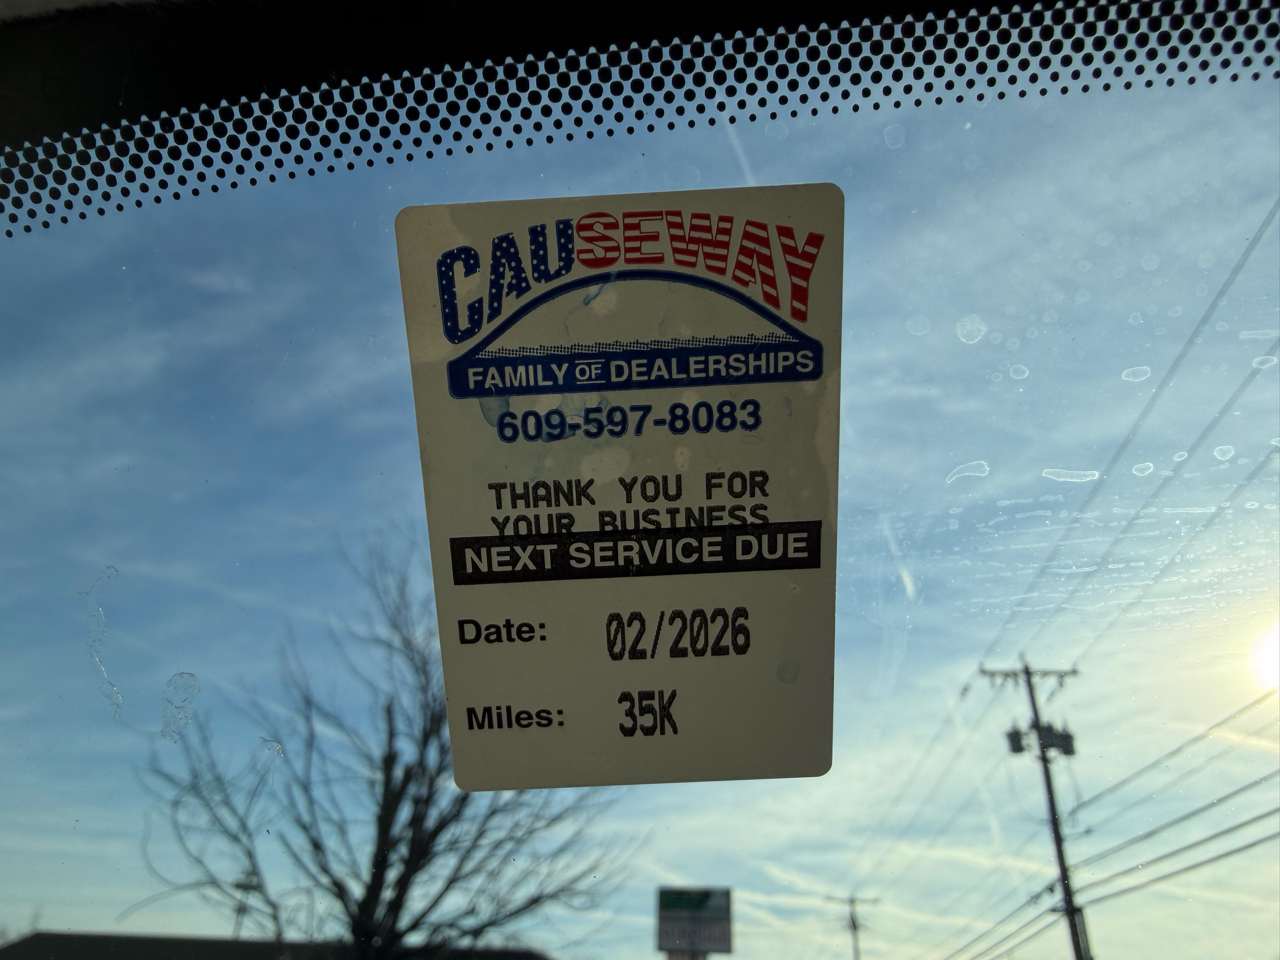 CAUSEWAY
FAMILY OF DEALERSHIPS
609-597-8083
THANK YOU FOR
YOUR BUSINESS
NEXT SERVICE DUE
Date: 02/2026
Miles: 35K